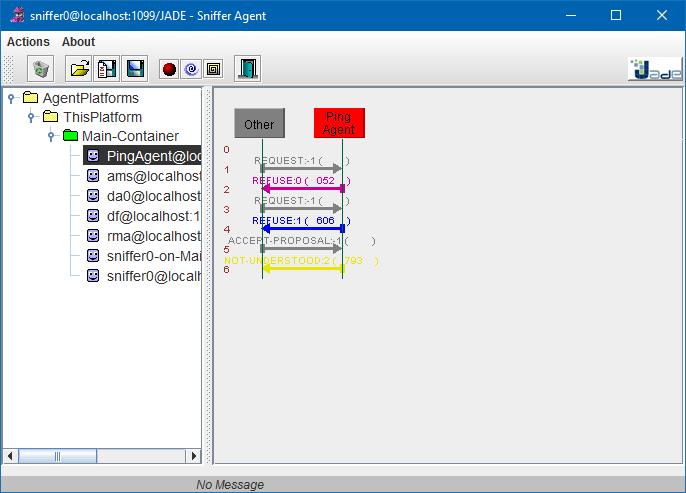 sniffer0@localhost:1099/JADE - Sniffer Agent
Actions About
Jade
AgentPlatforms
ThisPlatform
Main-Container
PingAgent@loc
ams@localhost
da0@localhost
df@localhost:1
rma@localhost
sniffer0-on-Mai
sniffer0@localh
Other
Ping
Agent
0
REQUEST:-1 ( )
1
REFUSE:0 ( 052 )
2
REQUEST:-1 ( )
3
REFUSE:1 ( 606 )
4
ACCEPT-PROPOSAL:-1 ( )
5
NOT-UNDERSTOOD:2 ( 793 )
6
No Message